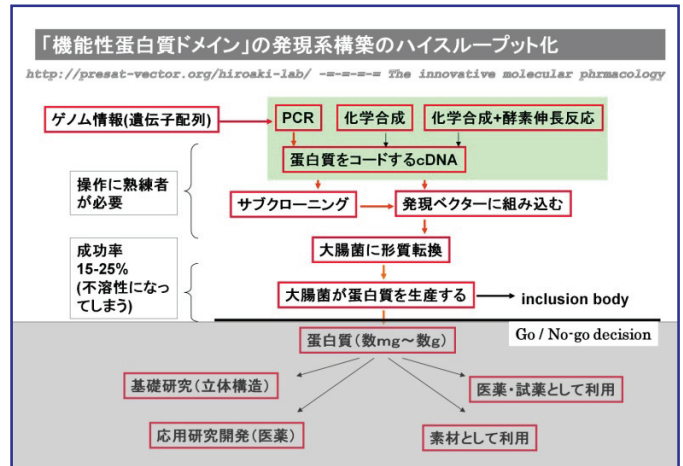 「機能性蛋白質ドメイン」の発現系構築のハイスループット化
http://presat-vector.org/hiroaki-lab/ -=-=-=-= The innovative molecular phrmacology
ゲノム情報(遺伝子配列)
PCR
化学合成
化学合成+酵素伸長反応
蛋白質をコードするcDNA
操作に熟練者
が必要
サブクローニング
発現ベクターに組み込む
大腸菌に形質転換
成功率
15-25%
(不溶性になっ
てしまう)
大腸菌が蛋白質を生産する
inclusion body
Go / No-go decision
蛋白質(数mg~数g)
基礎研究(立体構造)
医薬・試薬として利用
応用研究開発(医薬)
素材として利用